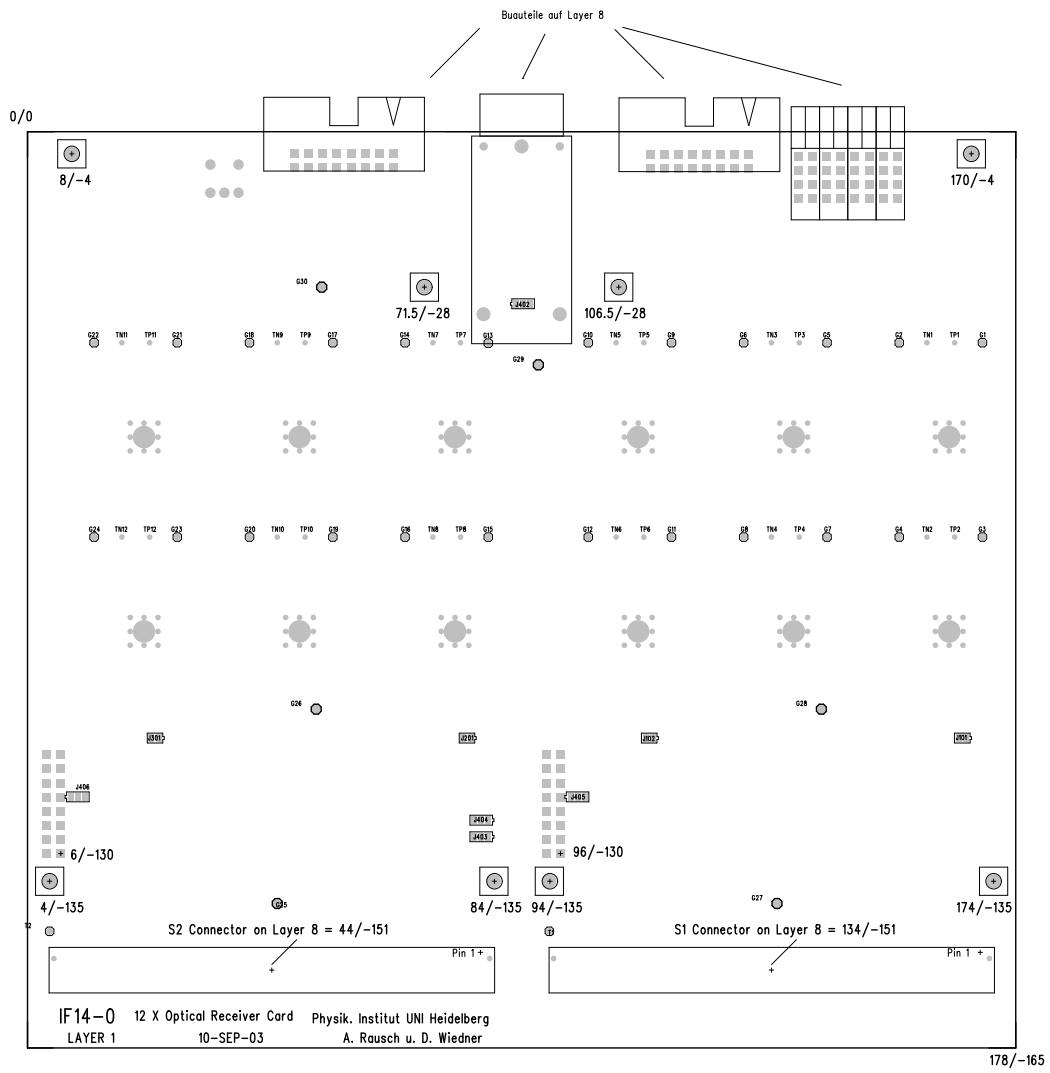 Buauteile auf Layer 8
0/0
8/-4
170/-4
G30
J402
71.5/-28
106.5/-28
G22 TN11 TP11 G21 G18 TN9 TP9 G17 G14 TN7 TP7 G13 G10 TN5 TP5 G9 G6 TN3 TP3 G5 G2 TN1 TP1 G1
G29
G24 TN12 TP12 G23 G20 TN10 TP10 G19 G16 TN8 TP8 G15 G12 TN6 TP6 G11 G8 TN4 TP4 G7 G4 TN2 TP2 G3
G26
G28
J301
J201
J102
J101
J406
J405
J404
J403
6/-130
96/-130
4/-135
84/-135
94/-135
G27
174/-135
S2 Connector on Layer 8 = 44/-151
S1 Connector on Layer 8 = 134/-151
Pin 1
Pin 1
IF14-0 12 X Optical Receiver Card Physik. Institut UNI Heidelberg
LAYER 1 10-SEP-03 A. Rausch u. D. Wiedner
178/-165